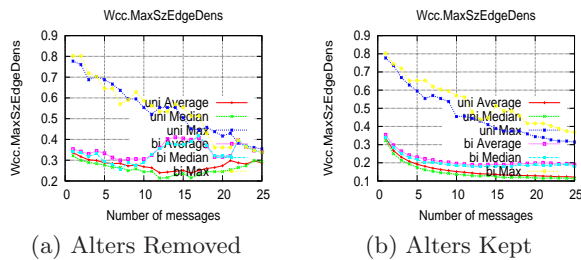 Wcc.MaxSzEdgeDens
Wcc.MaxSzEdgeDens
0.9
0.8
0.7
0.6
0.5
0.4
0.3
0.2
0 5 10 15 20 25
Number of messages
uni Average
uni Median
uni Max
bi Average
bi Median
bi Max
(a) Alters Removed
Wcc.MaxSzEdgeDens
Wcc.MaxSzEdgeDens
0.9
0.8
0.7
0.6
0.5
0.4
0.3
0.2
0.1
0 5 10 15 20 25
Number of messages
uni Average
uni Median
uni Max
bi Average
bi Median
bi Max
(b) Alters Kept